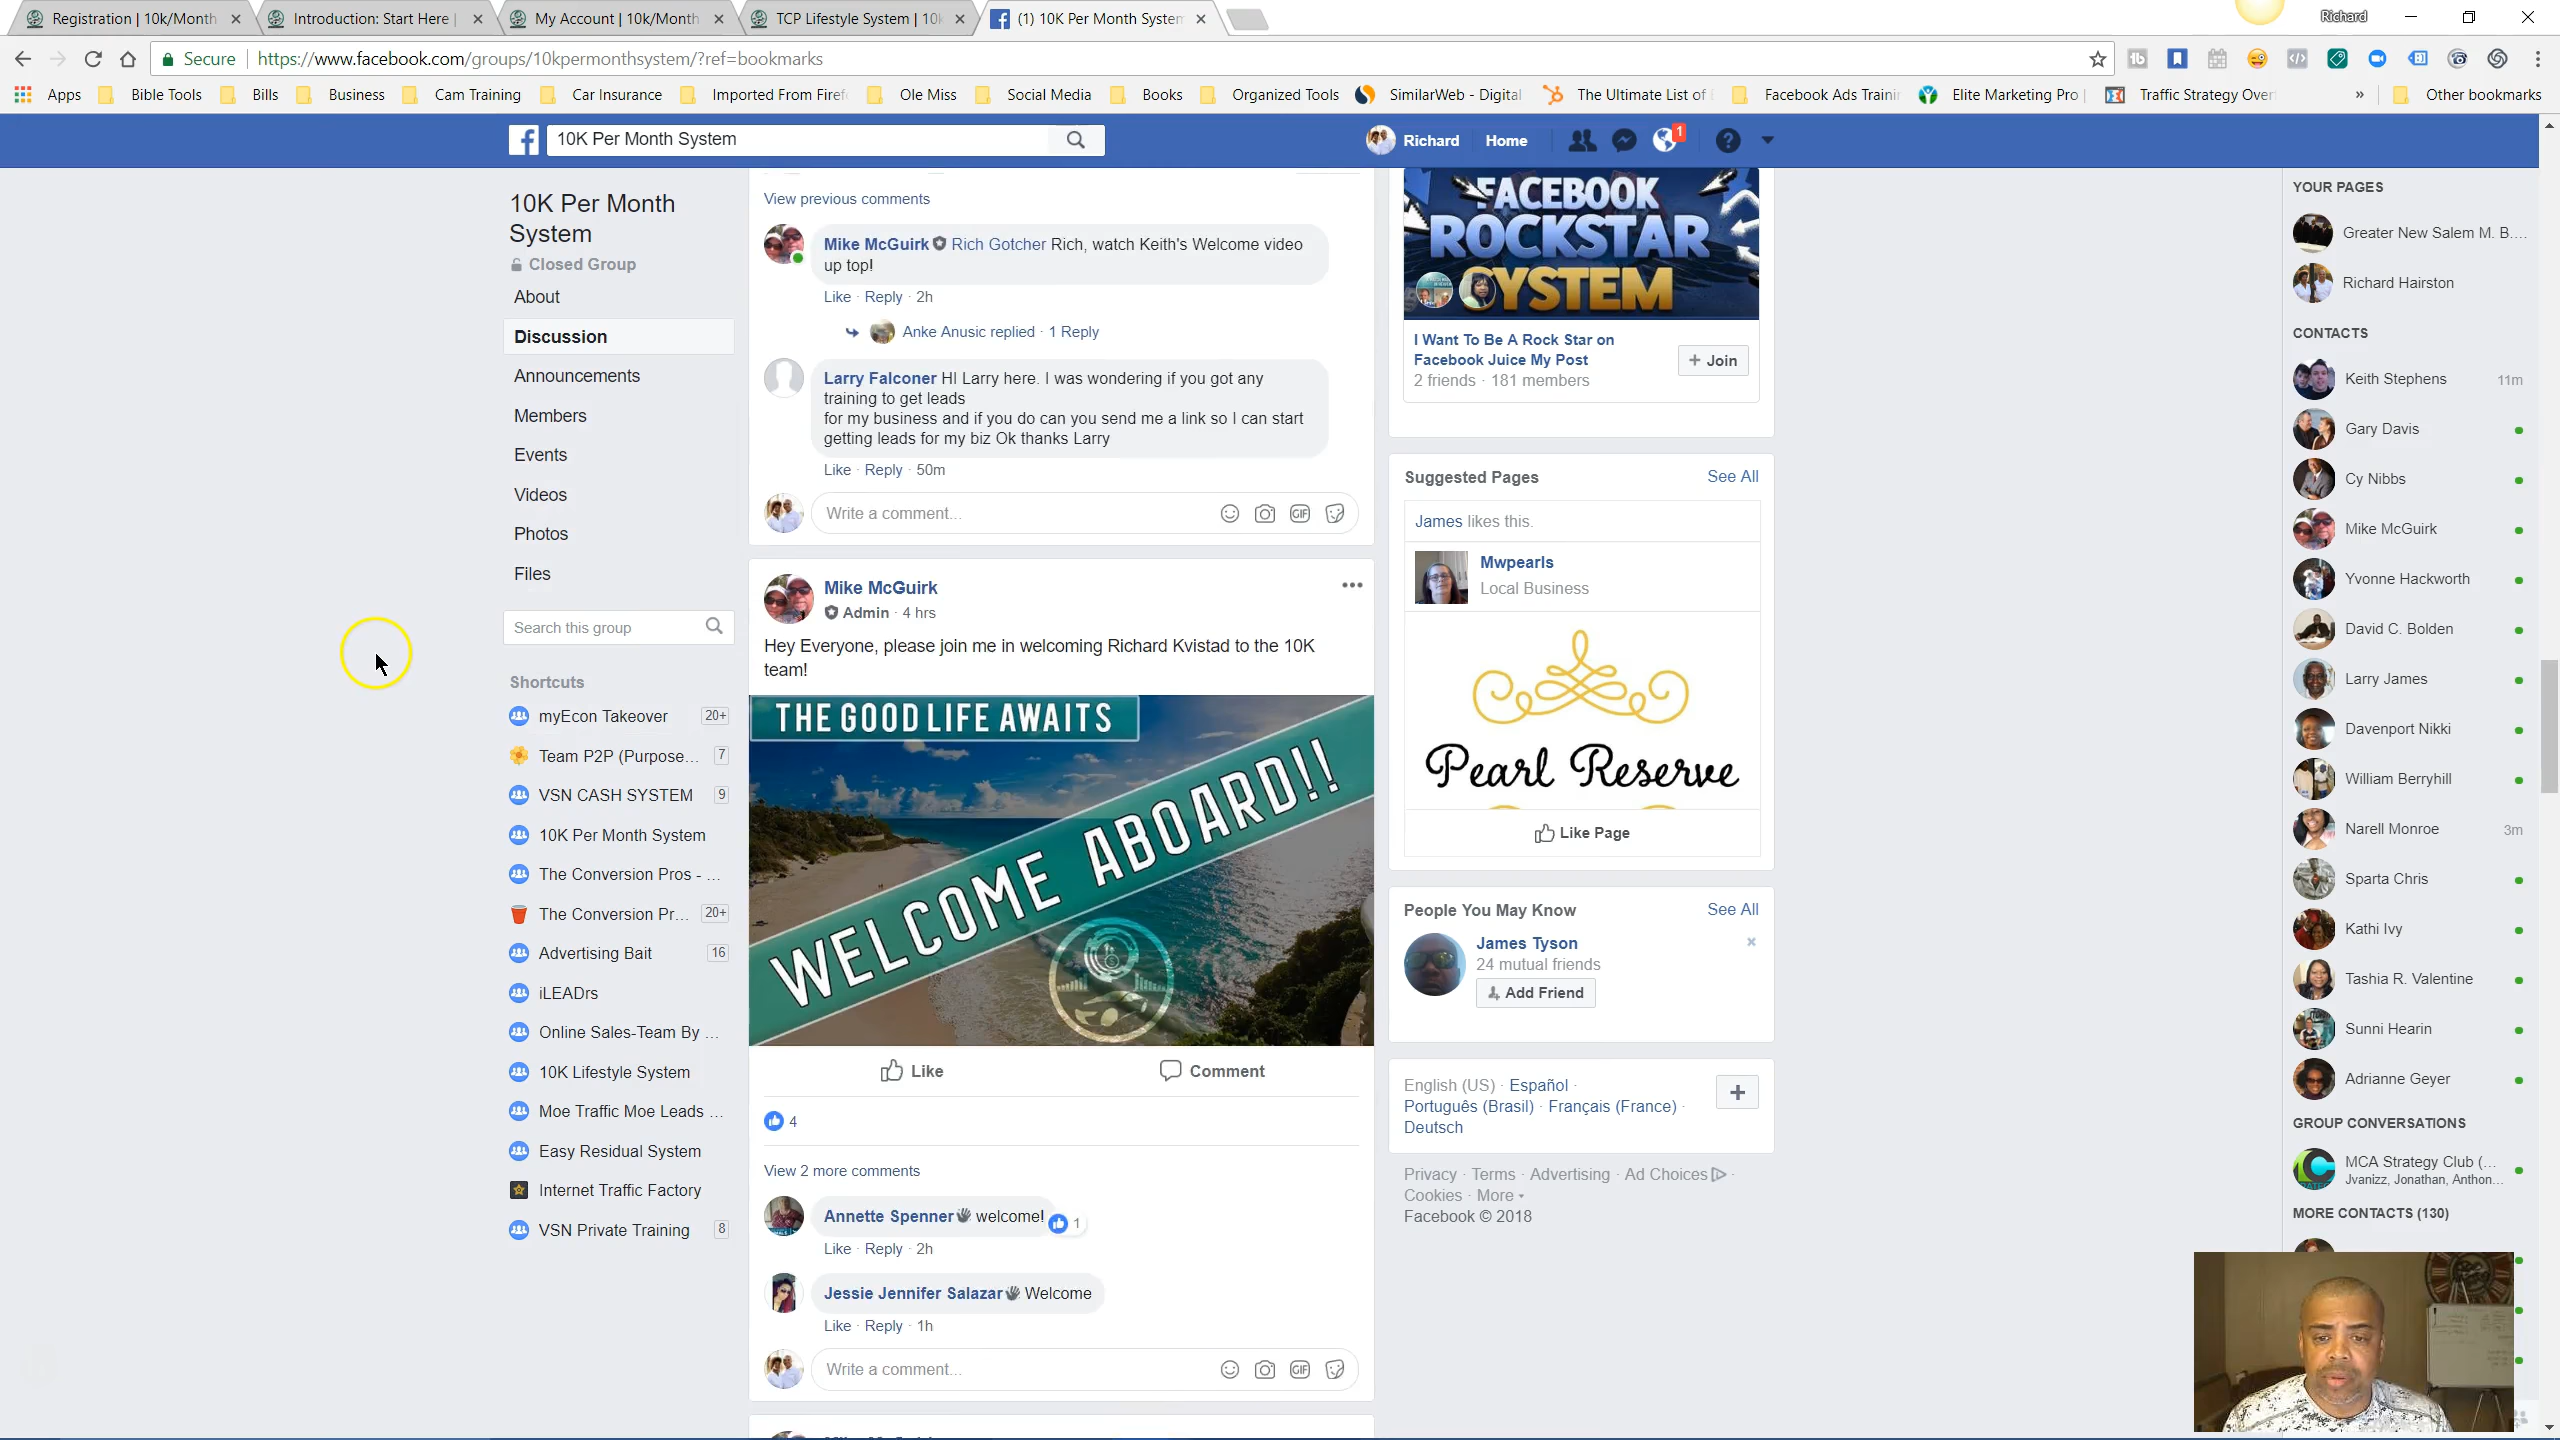 Registration | 10k/Month
Introduction: Start Here |
My Account | 10k/Month
TCP Lifestyle System | 10k
(1) 10K Per Month System
Richard
Secure
https://www.facebook.com/groups/10kpermonthsystem/?ref=bookmarks
Apps
Bible Tools
Bills
Business
Cam Training
Car Insurance
Imported From Firef
Ole Miss
Social Media
Books
Organized Tools
SimilarWeb - Digital
The Ultimate List of
Facebook Ads Traini
Elite Marketing Pro |
Traffic Strategy Over
»
Other bookmarks
10K Per Month System
Richard
Home
1
10K Per Month
System
Closed Group
About
Discussion
Announcements
Members
Events
Videos
Photos
Files
Search this group
Shortcuts
myEcon Takeover 20+
Team P2P (Purpose... 7
VSN CASH SYSTEM 9
10K Per Month System
The Conversion Pros - ...
The Conversion Pr... 20+
Advertising Bait 16
iLEADrs
Online Sales-Team By ...
10K Lifestyle System
Moe Traffic Moe Leads ...
Easy Residual System
Internet Traffic Factory
VSN Private Training 8
View previous comments
Mike McGuirk Rich Gotcher Rich, watch Keith's Welcome video
up top!
Like · Reply · 2h
Anke Anusic replied · 1 Reply
Larry Falconer HI Larry here. I was wondering if you got any
training to get leads
for my business and if you do can you send me a link so I can start
getting leads for my biz Ok thanks Larry
Like · Reply · 50m
Write a comment...
GIF
Mike McGuirk
Admin · 4 hrs
Hey Everyone, please join me in welcoming Richard Kvistad to the 10K
team!
THE GOOD LIFE AWAITS
WELCOME ABOARD!!
Like
Comment
4
View 2 more comments
Annette Spenner welcome!
1
Like · Reply · 2h
Jessie Jennifer Salazar Welcome
Like · Reply · 1h
Write a comment...
GIF
FACEBOOK
ROCKSTAR
SYSTEM
I Want To Be A Rock Star on
Facebook Juice My Post
2 friends · 181 members
+ Join
Suggested Pages
See All
James likes this.
Mwpearls
Local Business
Pearl Reserve
Like Page
People You May Know
See All
James Tyson
24 mutual friends
Add Friend
English (US) · Español ·
Português (Brasil) · Français (France) ·
Deutsch
Privacy · Terms · Advertising · Ad Choices ·
Cookies · More
Facebook © 2018
YOUR PAGES
Greater New Salem M. B....
Richard Hairston
CONTACTS
Keith Stephens 11m
Gary Davis
Cy Nibbs
Mike McGuirk
Yvonne Hackworth
David C. Bolden
Larry James
Davenport Nikki
William Berryhill
Narell Monroe 3m
Sparta Chris
Kathi Ivy
Tashia R. Valentine
Sunni Hearin
Adrianne Geyer
GROUP CONVERSATIONS
MCA Strategy Club (...
Jvanizz, Jonathan, Anthon...
MORE CONTACTS (130)